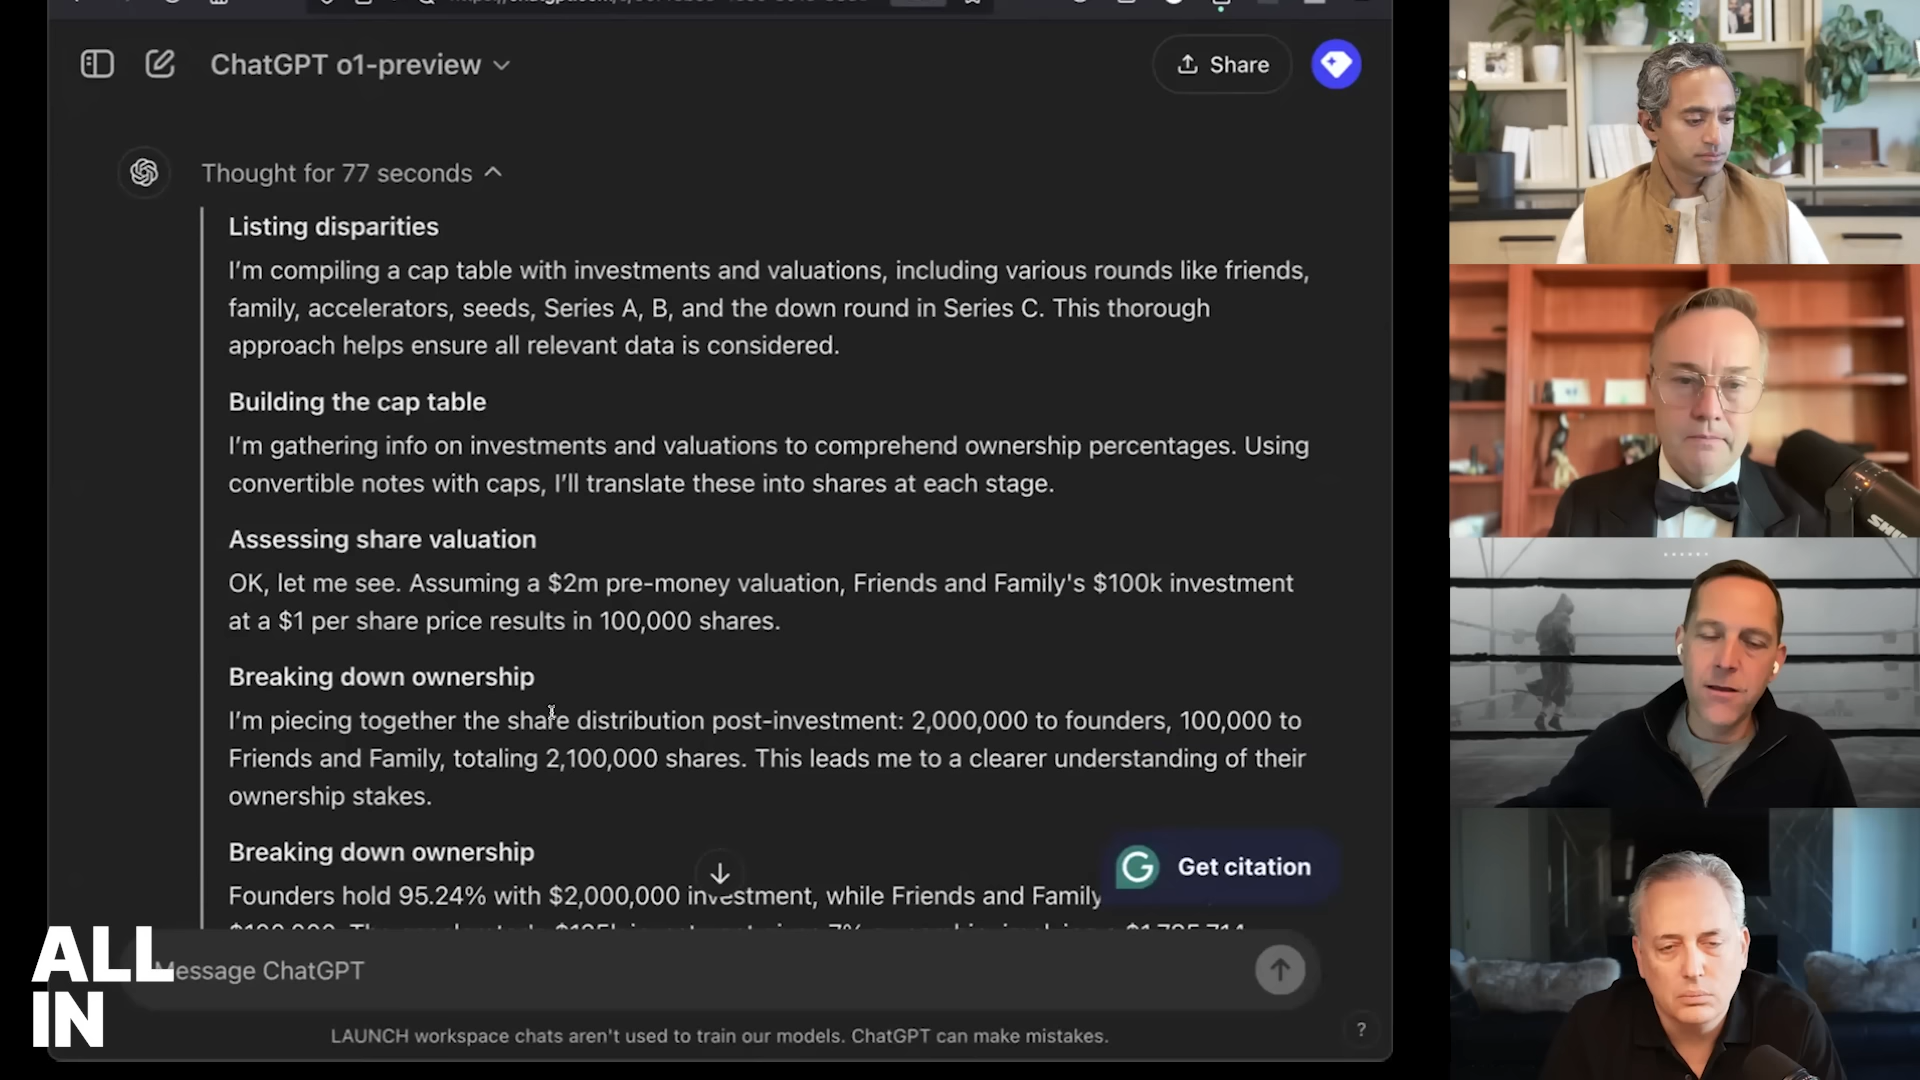 ChatGPT o1-preview
Share
Thought for 77 seconds
Listing disparities
I'm compiling a cap table with investments and valuations, including various rounds like friends,
family, accelerators, seeds, Series A, B, and the down round in Series C. This thorough
approach helps ensure all relevant data is considered.
Building the cap table
I'm gathering info on investments and valuations to comprehend ownership percentages. Using
convertible notes with caps, I'll translate these into shares at each stage.
Assessing share valuation
OK, let me see. Assuming a $2m pre-money valuation, Friends and Family's $100k investment
at a $1 per share price results in 100,000 shares.
Breaking down ownership
I'm piecing together the share distribution post-investment: 2,000,000 to founders, 100,000 to
Friends and Family, totaling 2,100,000 shares. This leads me to a clearer understanding of their
ownership stakes.
Breaking down ownership
Founders hold 95.24% with $2,000,000 investment, while Friends and Family
G Get citation
Message ChatGPT
LAUNCH workspace chats aren't used to train our models. ChatGPT can make mistakes.
?
ALL
IN